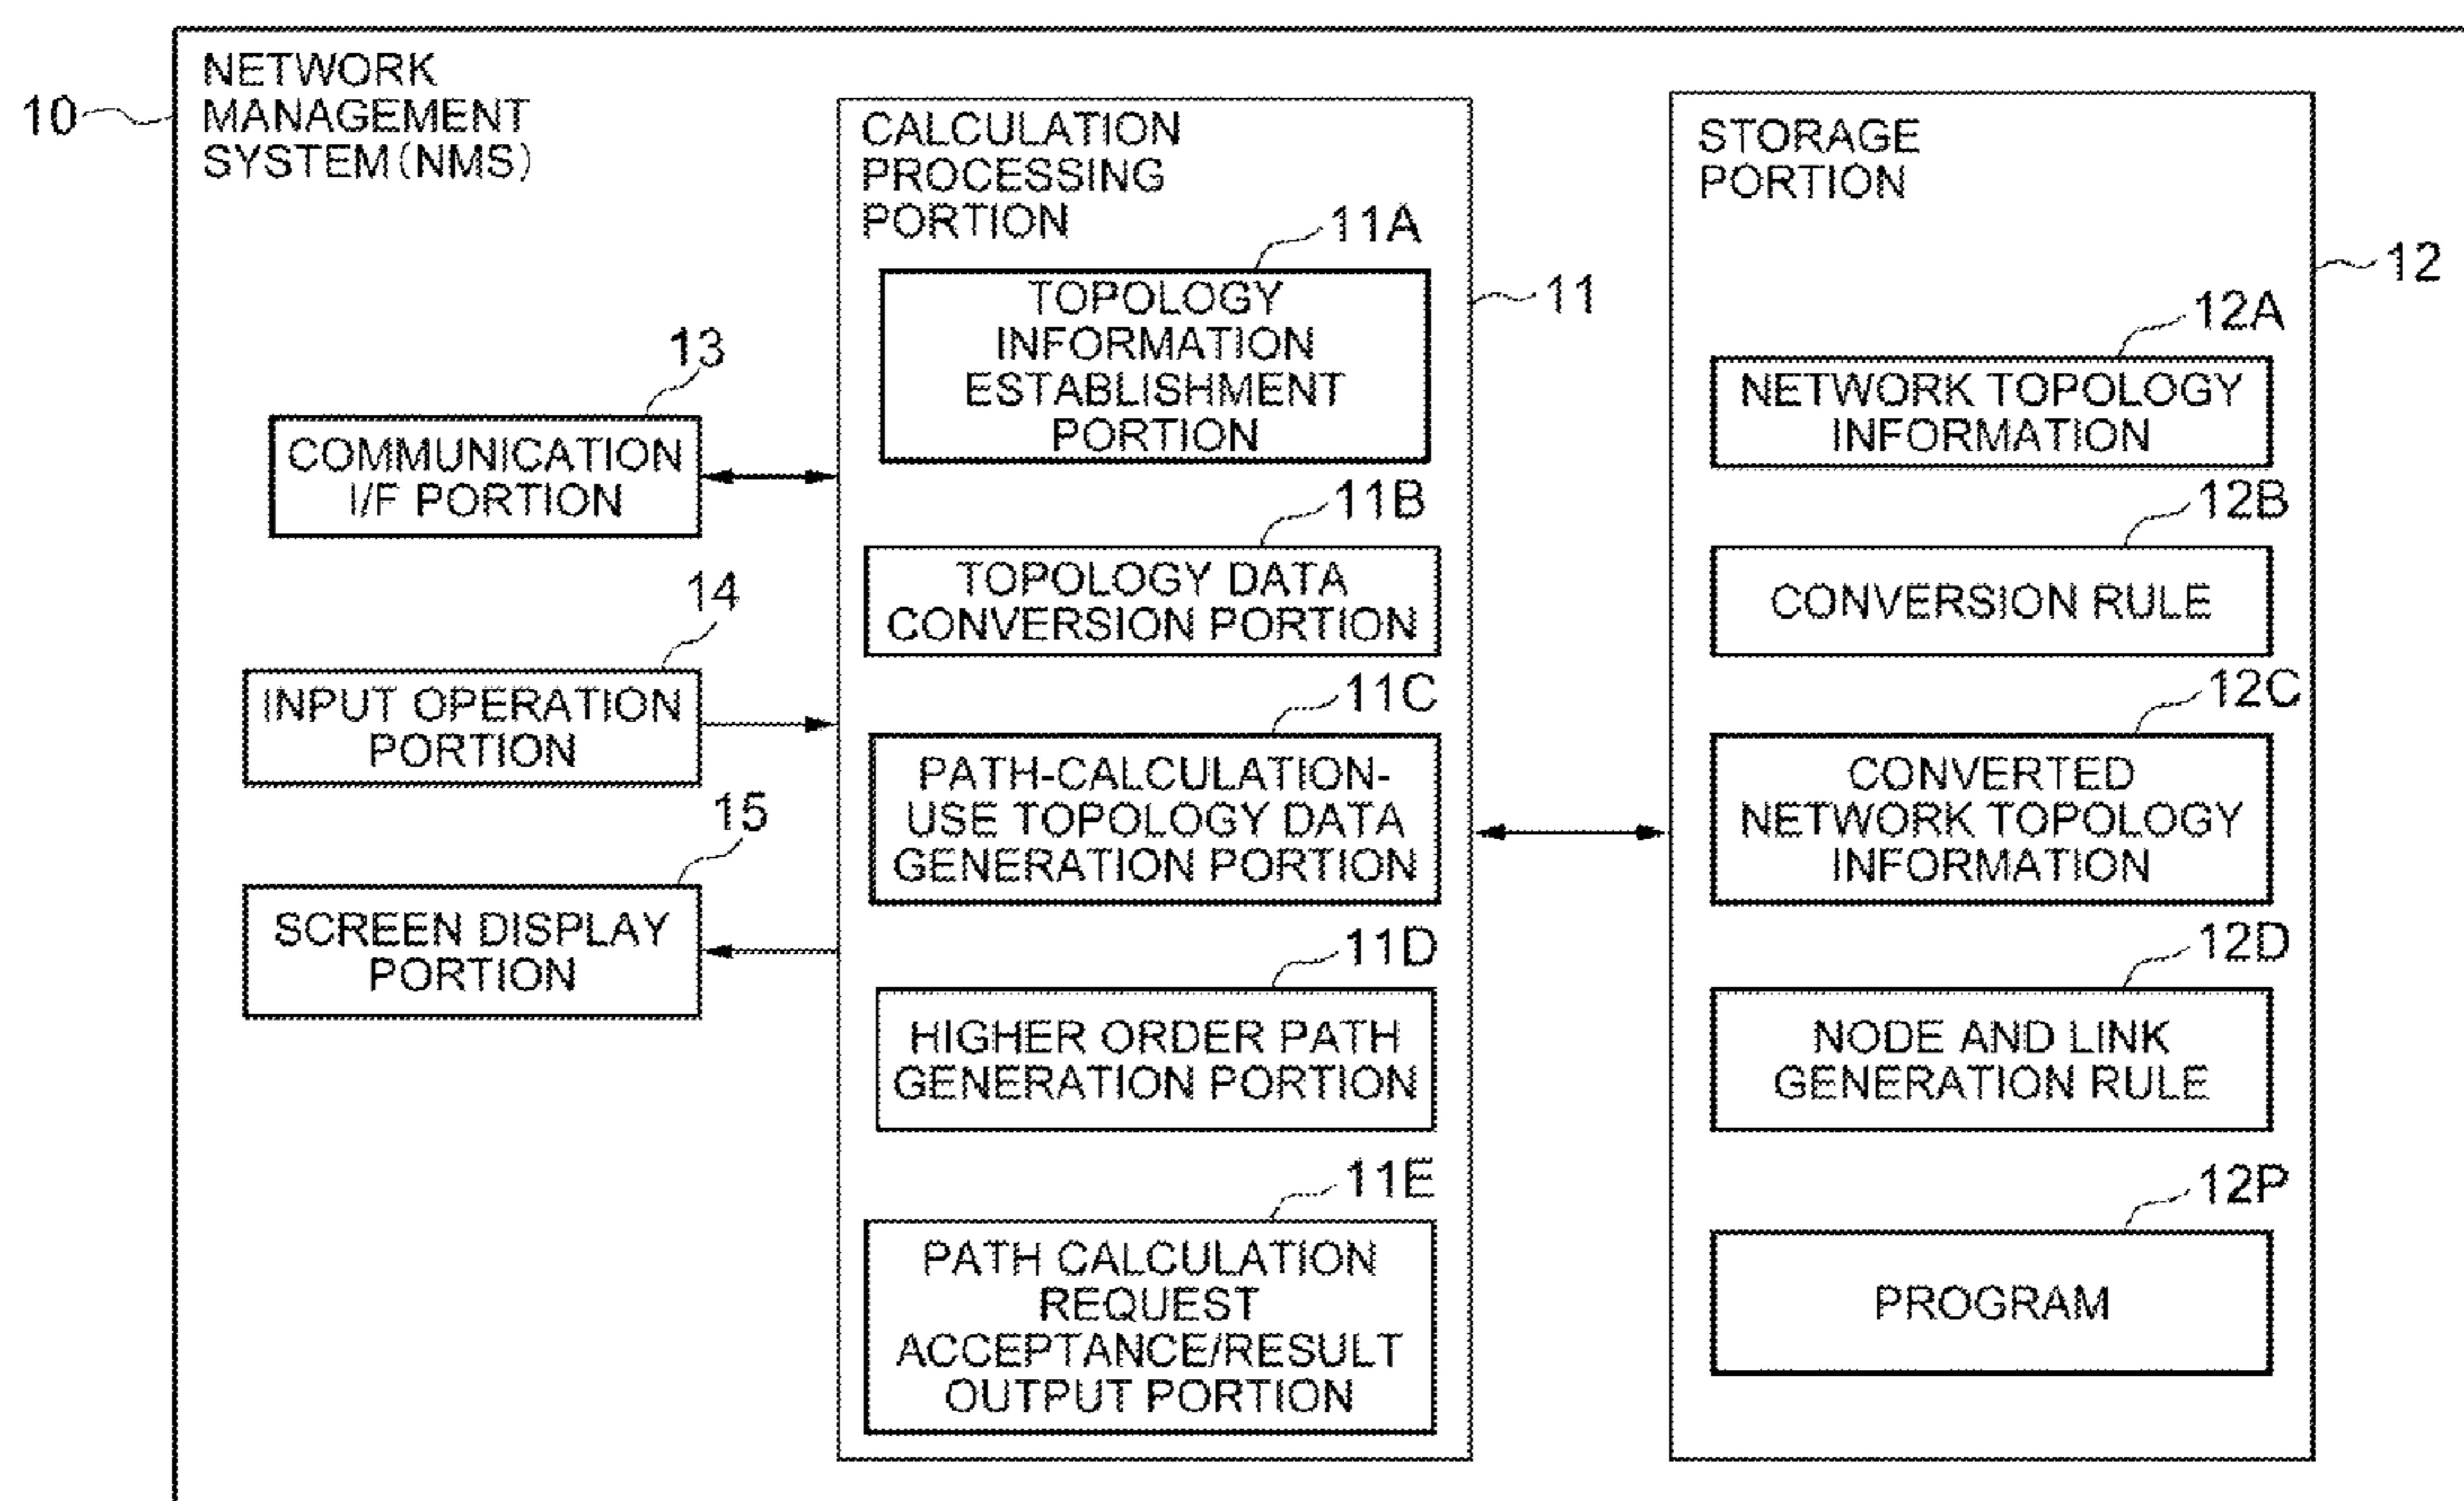 NETWORK
MANAGEMENT
SYSTEM(NMS)
10
CALCULATION
PROCESSING
PORTION
11
11A
TOPOLOGY
INFORMATION
ESTABLISHMENT
PORTION
11B
TOPOLOGY DATA
CONVERSION PORTION
11C
PATH-CALCULATION-
USE TOPOLOGY DATA
GENERATION PORTION
11D
HIGHER ORDER PATH
GENERATION PORTION
11E
PATH CALCULATION
REQUEST
ACCEPTANCE/RESULT
OUTPUT PORTION
13
COMMUNICATION
I/F PORTION
14
INPUT OPERATION
PORTION
15
SCREEN DISPLAY
PORTION
STORAGE
PORTION
12
12A
NETWORK TOPOLOGY
INFORMATION
12B
CONVERSION RULE
12C
CONVERTED
NETWORK TOPOLOGY
INFORMATION
12D
NODE AND LINK
GENERATION RULE
12P
PROGRAM